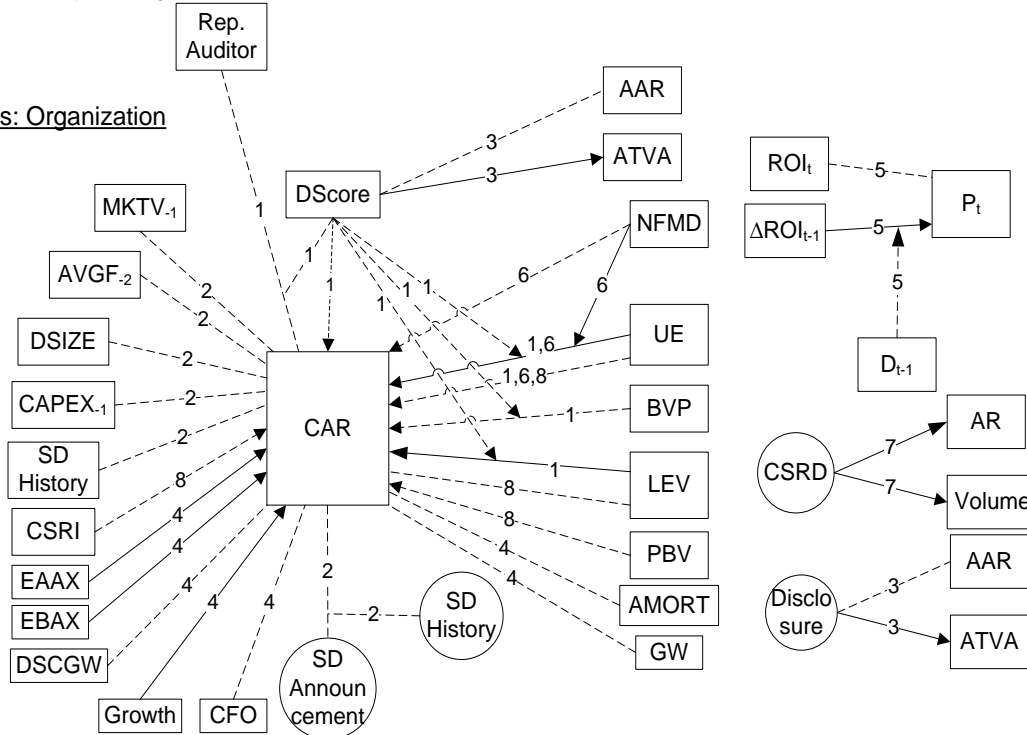 Rep.
Auditor
s: Organization
AAR
3
ATVA
3
DScore
NFMD
ROIₜ
5
Pₜ
ΔROIₜ₋₁
5
5
Dₜ₋₁
MKTV₋₁
AVGF₋₂
DSIZE
CAPEX₋₁
SD
History
CSRI
EAAX
EBAX
DSCGW
Growth
CFO
1
1
1
1
1
1
6
6
2
2
2
2
2
8
4
4
4
4
4
2
2
CAR
1,6
1,6,8
1
1
8
8
4
4
UE
BVP
LEV
PBV
AMORT
GW
SD
Announ
cement
SD
History
CSRD
7
7
AR
Volume
Disclo
sure
3
3
AAR
ATVA